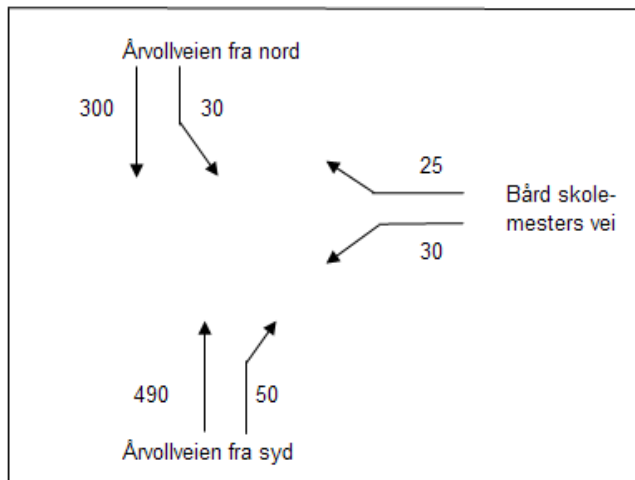 Årvollveien fra nord
300
30
25
Bård skole-
mesters vei
30
490
50
Årvollveien fra syd